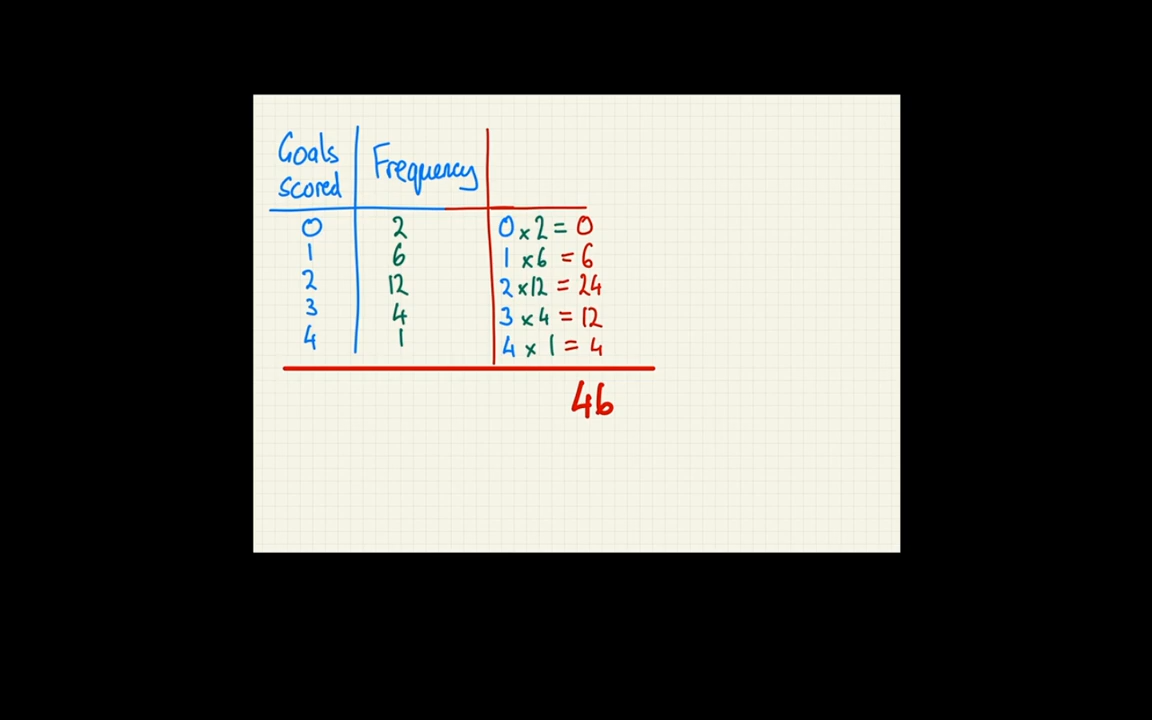 Goals scored Frequency
0 2 0 x 2 = 0
1 6 1 x 6 = 6
2 12 2 x 12 = 24
3 4 3 x 4 = 12
4 1 4 x 1 = 4
46